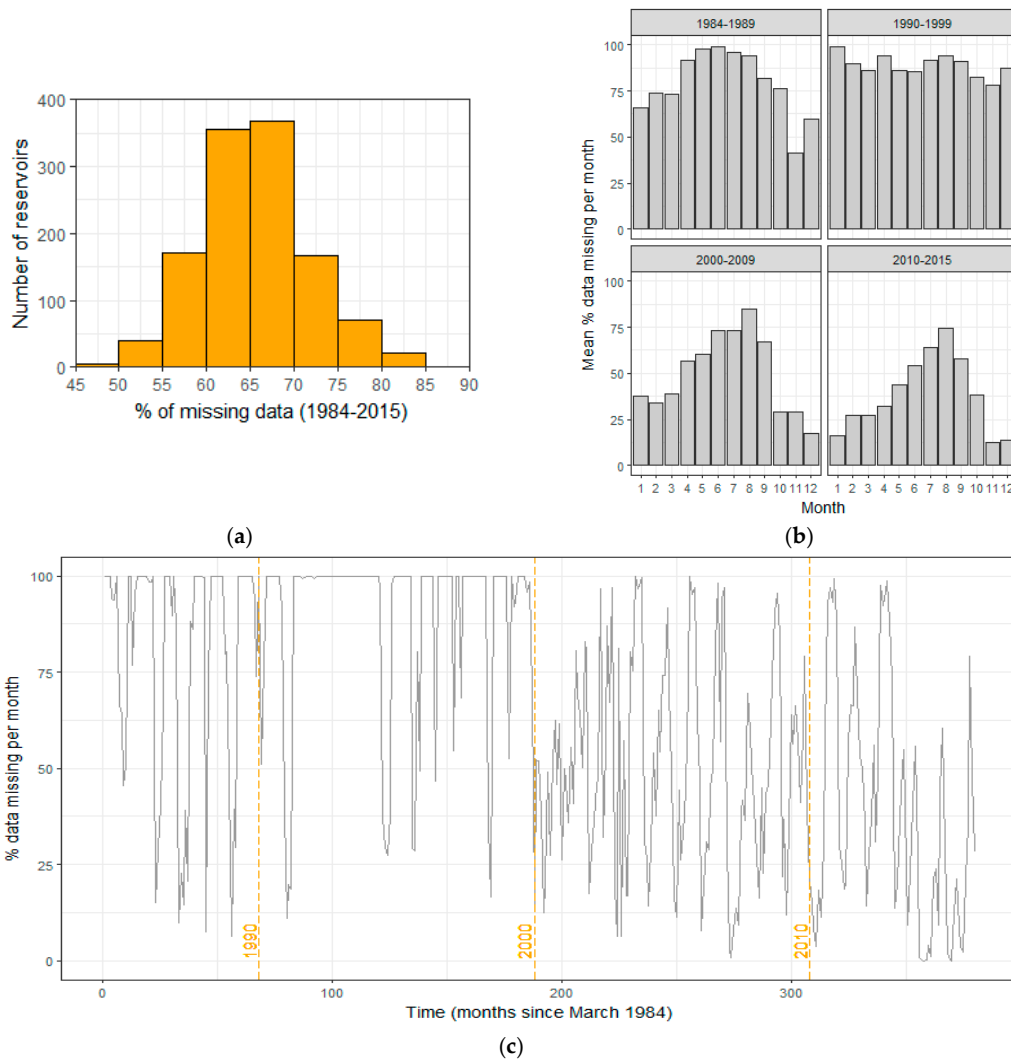 400
300
200
100
0
45 50 55 60 65 70 75 80 85 90
Number of reservoirs
% of missing data (1984-2015)
(a)
1984-1989 1990-1999
100
75
50
25
0
2000-2009 2010-2015
100
75
50
25
0
1 2 3 4 5 6 7 8 9 10 11 12 1 2 3 4 5 6 7 8 9 10 11 12
Mean % data missing per month
Month
(b)
100
75
50
25
0
% data missing per month
1990
2000
2010
0 100 200 300
Time (months since March 1984)
(c)